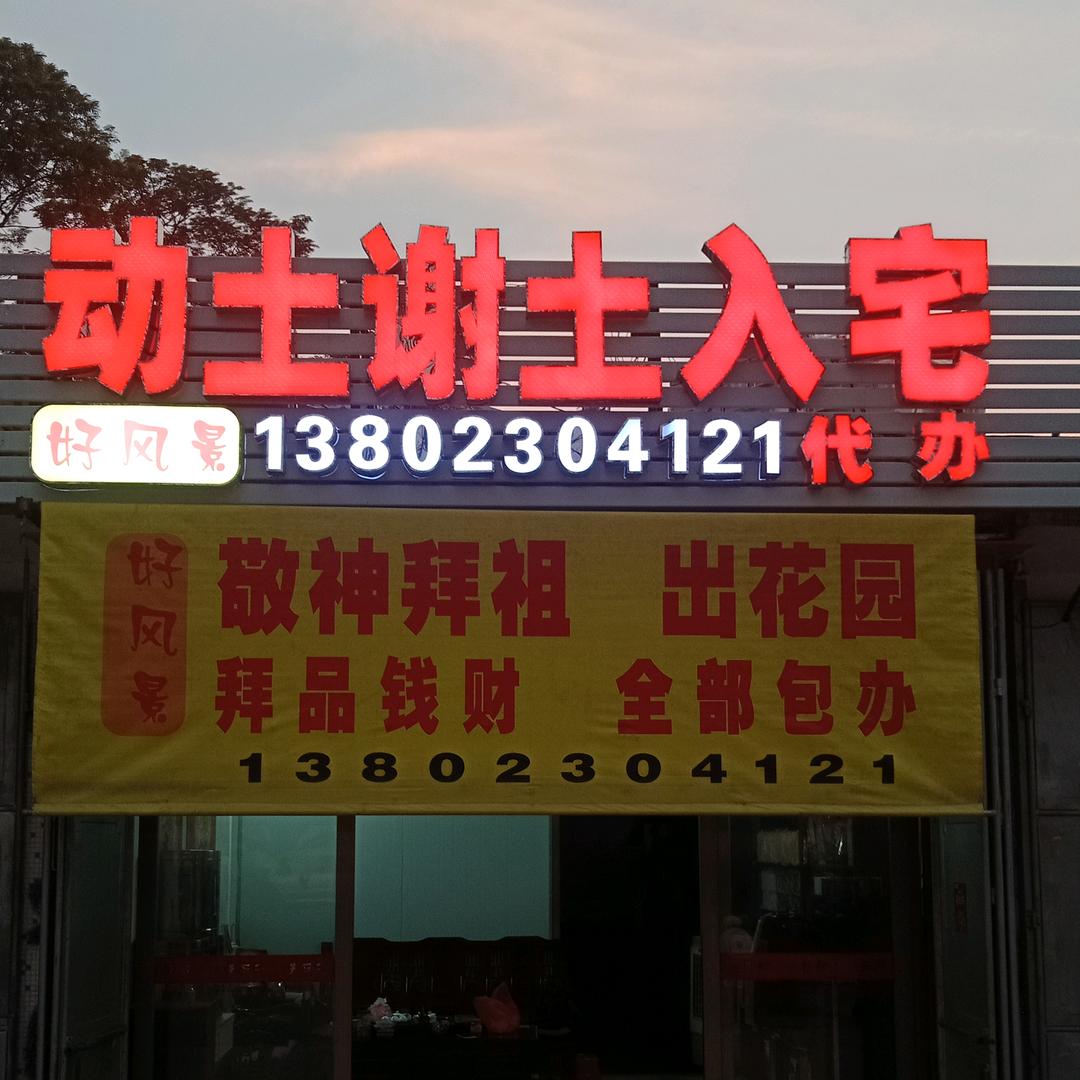 动土谢土入宅
好风景 13802304121 代办
好风景
敬神拜祖 出花园
拜品钱财 全部包办
13802304121